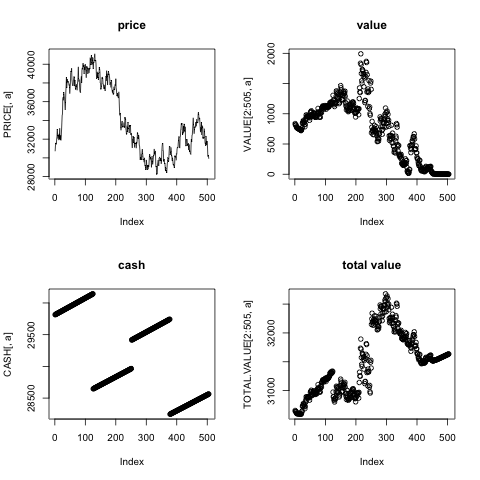 price
PRICE[, a]
28000 32000 36000 40000
0 100 200 300 400 500
Index
value
VALUE[2:505, a]
0 500 1000 2000
0 100 200 300 400 500
Index
cash
CASH[, a]
28500 29500
0 100 200 300 400 500
Index
total value
TOTAL.VALUE[2:505, a]
31000 32000
0 100 200 300 400 500
Index